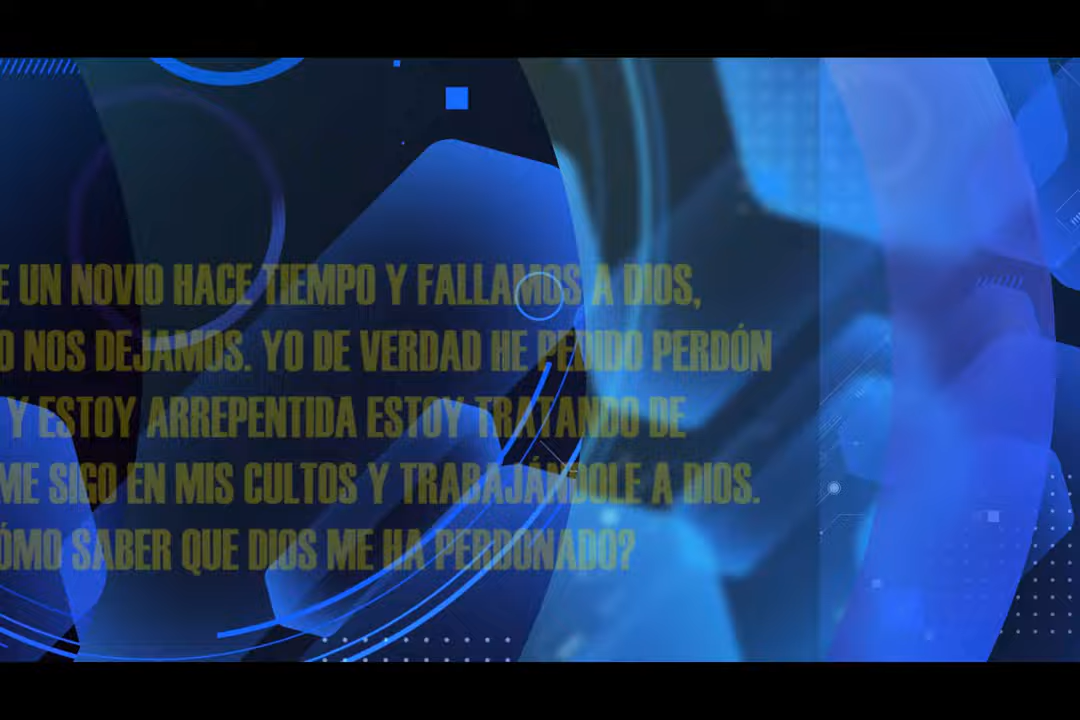 UN NOVIO HACE TIEMPO Y FALLAMOS A DIOS,
NOS DEJAMOS. YO DE VERDAD HE PEDIDO PERDÓN
Y ESTOY ARREPENTIDA ESTOY TRATANDO DE
ME SIGO EN MIS CULTOS Y TRABAJÁNDOLE A DIOS.
SABER QUE DIOS ME HA PERDONADO?